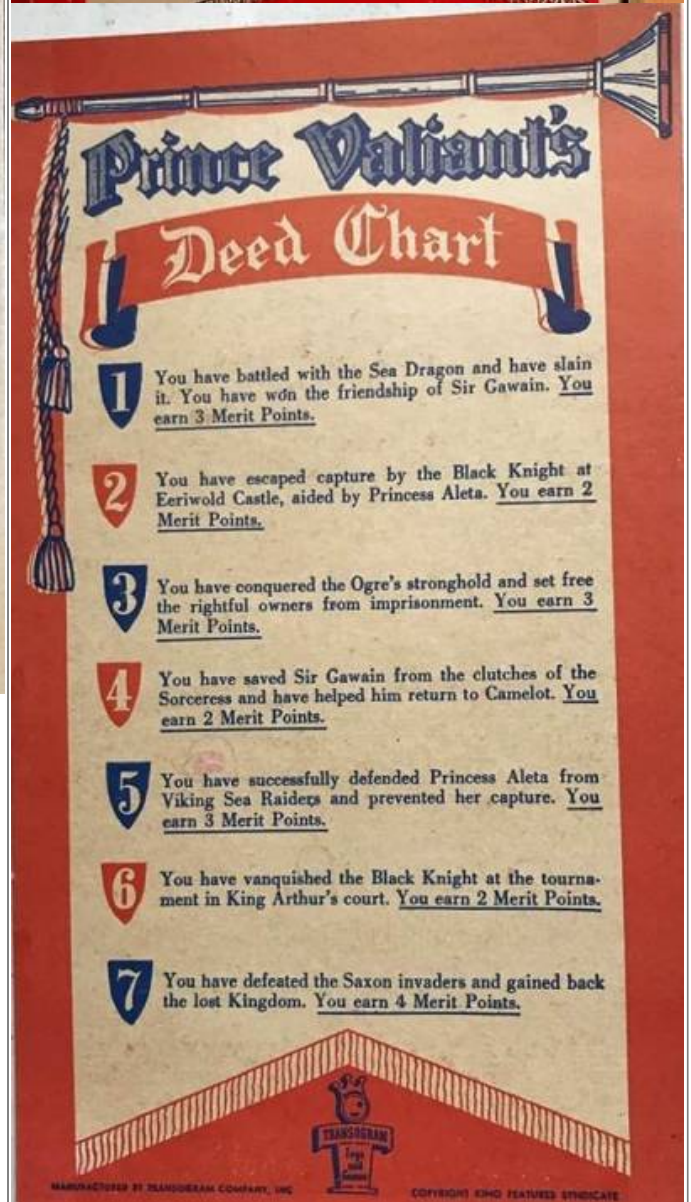 Prince Valiant's
Deed Chart
1 You have battled with the Sea Dragon and have slain
it. You have won the friendship of Sir Gawain. You
earn 3 Merit Points.
2 You have escaped capture by the Black Knight at
Eeriwold Castle, aided by Princess Aleta. You earn 2
Merit Points.
3 You have conquered the Ogre's stronghold and set free
the rightful owners from imprisonment. You earn 3
Merit Points.
4 You have saved Sir Gawain from the clutches of the
Sorceress and have helped him return to Camelot. You
earn 2 Merit Points.
5 You have successfully defended Princess Aleta from
Viking Sea Raiders and prevented her capture. You
earn 3 Merit Points.
6 You have vanquished the Black Knight at the tourna-
ment in King Arthur's court. You earn 2 Merit Points.
7 You have defeated the Saxon invaders and gained back
the lost Kingdom. You earn 4 Merit Points.
TRANSOGRAM
Toys
and
Games
MANUFACTURED BY TRANSOGRAM COMPANY, INC
COPYRIGHT KING FEATURES SYNDICATE